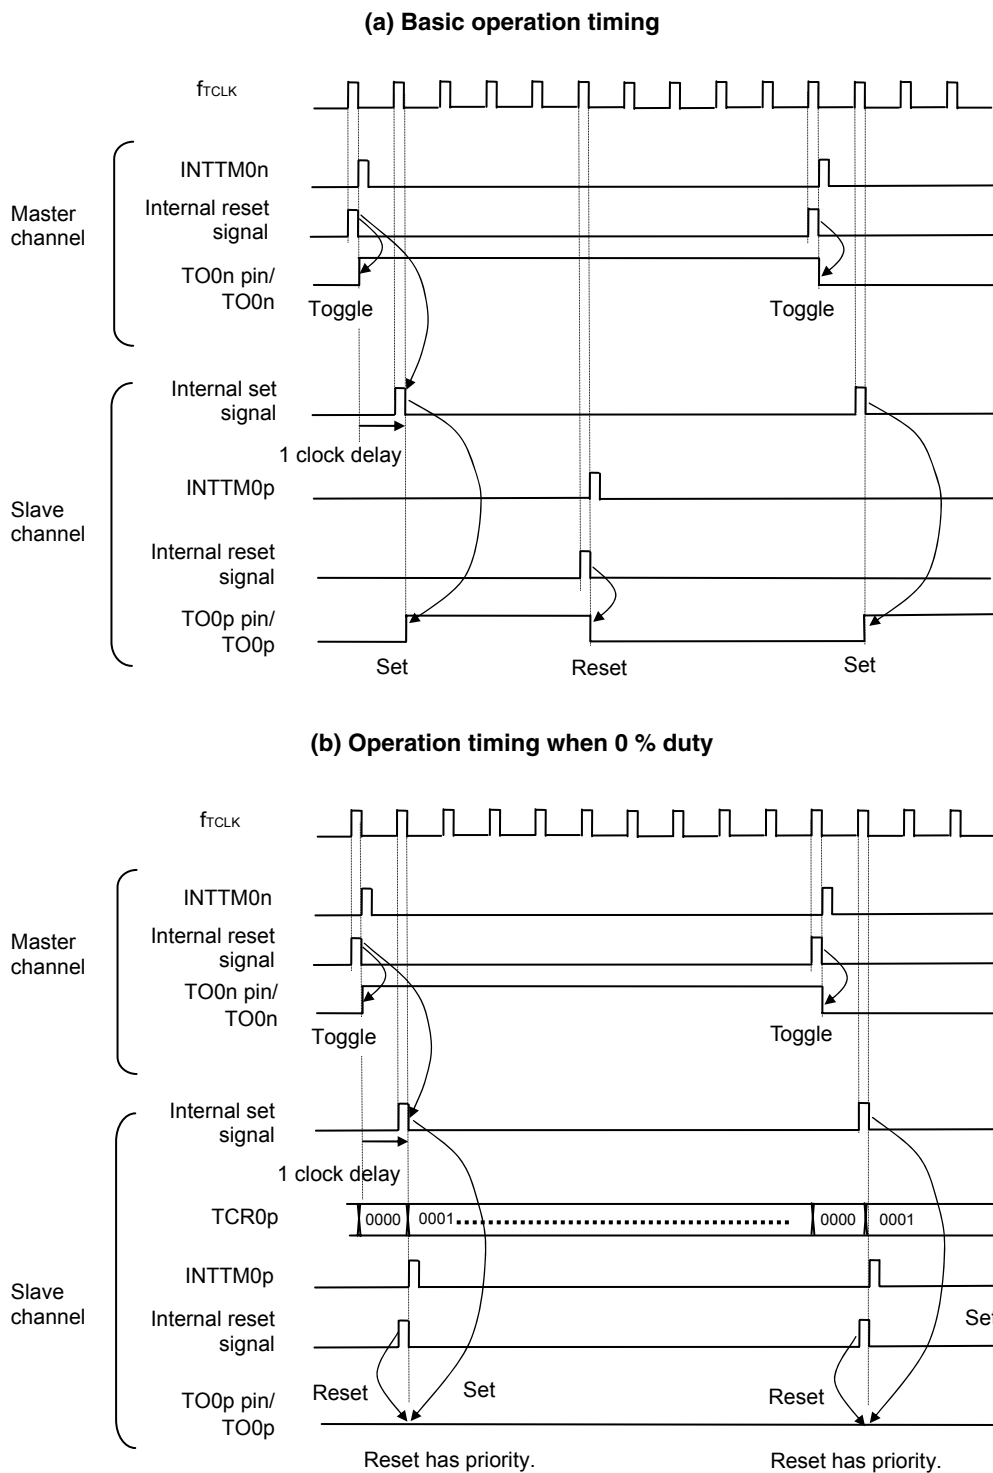 (a) Basic operation timing
fTCLK
INTTM0n
Internal reset
signal
Master
channel
TO0n pin/
TO0n
Toggle
Toggle
Internal set
signal
1 clock delay
INTTM0p
Slave
channel
Internal reset
signal
TO0p pin/
TO0p
Set
Reset
Set
(b) Operation timing when 0 % duty
fTCLK
INTTM0n
Master
channel
Internal reset
signal
TO0n pin/
TO0n
Toggle
Toggle
Internal set
signal
1 clock delay
TCR0p
0000
0001
0000
0001
INTTM0p
Slave
channel
Internal reset
signal
Set
Reset
Set
Reset
TO0p pin/
TO0p
Reset has priority.
Reset has priority.